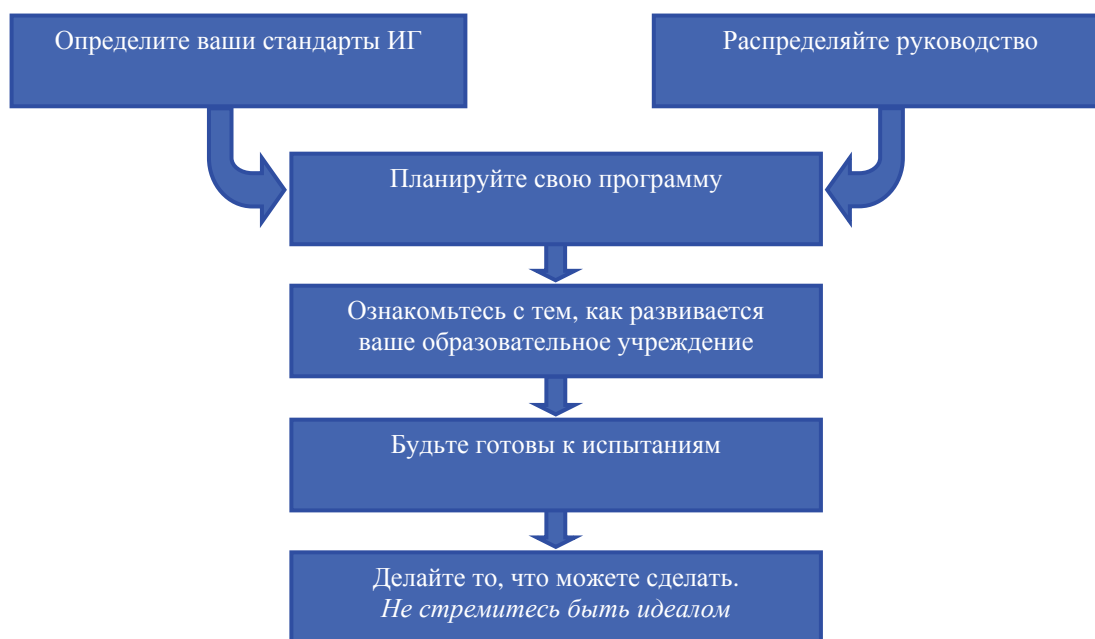 Определите ваши стандарты ИГ
Распределяйте руководство
Планируйте свою программу
Ознакомьтесь с тем, как развивается
ваше образовательное учреждение
Будьте готовы к испытаниям
Делайте то, что можете сделать.
Не стремитесь быть идеалом